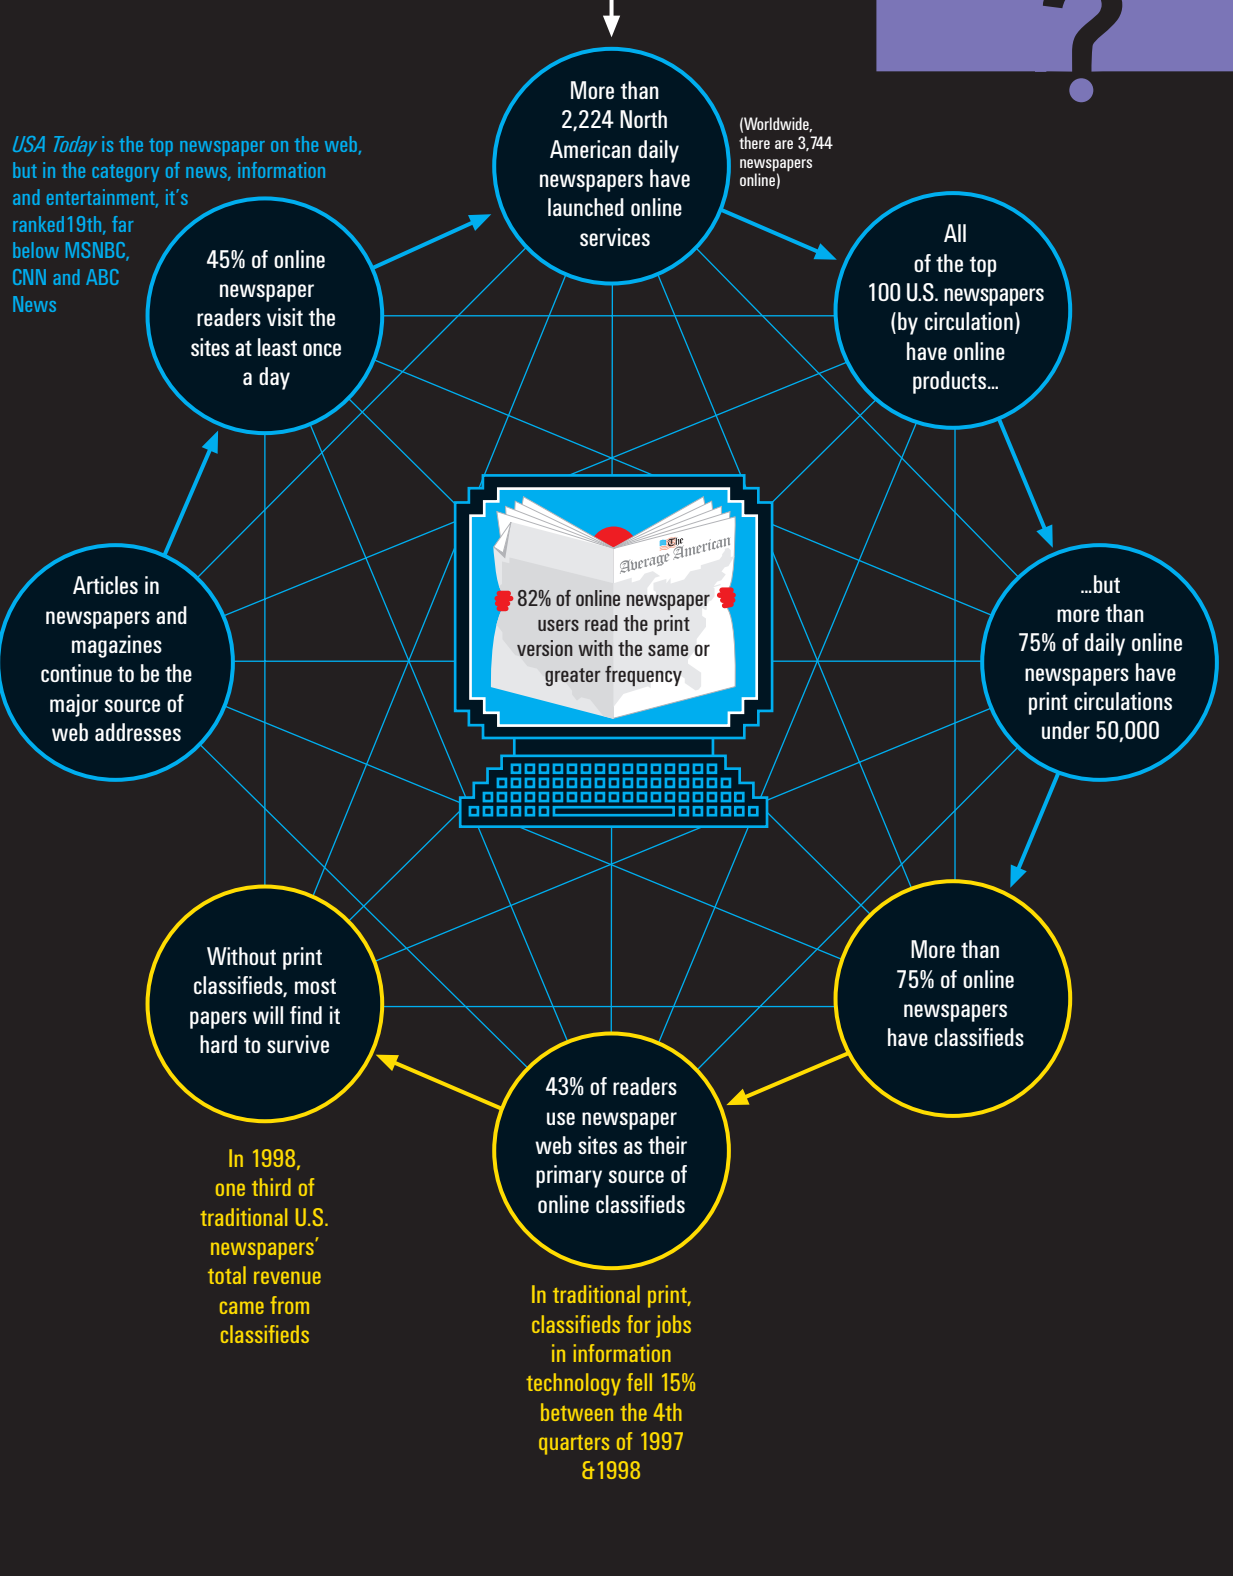 ?
More than
2,224 North
American daily
newspapers have
launched online
services
(Worldwide,
there are 3,744
newspapers
online)
All
of the top
100 U.S. newspapers
(by circulation)
have online
products...
...but
more than
75% of daily online
newspapers have
print circulations
under 50,000
More than
75% of online
newspapers
have classifieds
43% of readers
use newspaper
web sites as their
primary source of
online classifieds
In traditional print,
classifieds for jobs
in information
technology fell 15%
between the 4th
quarters of 1997
&1998
Without print
classifieds, most
papers will find it
hard to survive
In 1998,
one third of
traditional U.S.
newspapers'
total revenue
came from
classifieds
Articles in
newspapers and
magazines
continue to be the
major source of
web addresses
45% of online
newspaper
readers visit the
sites at least once
a day
USA Today is the top newspaper on the web,
but in the category of news, information
and entertainment, it's
ranked19th, far
below MSNBC,
CNN and ABC
News
The
Average American
82% of online newspaper
users read the print
version with the same or
greater frequency